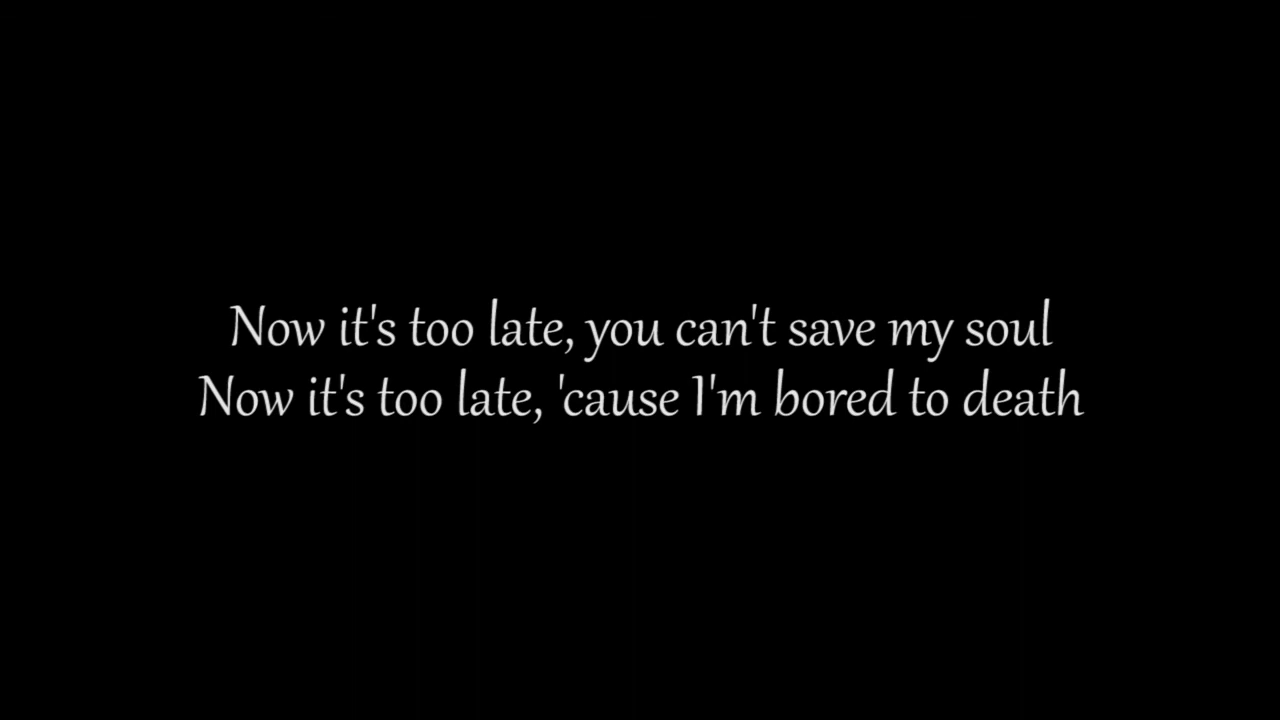 Now it's too late, you can't save my soul
Now it's too late, 'cause I'm bored to death